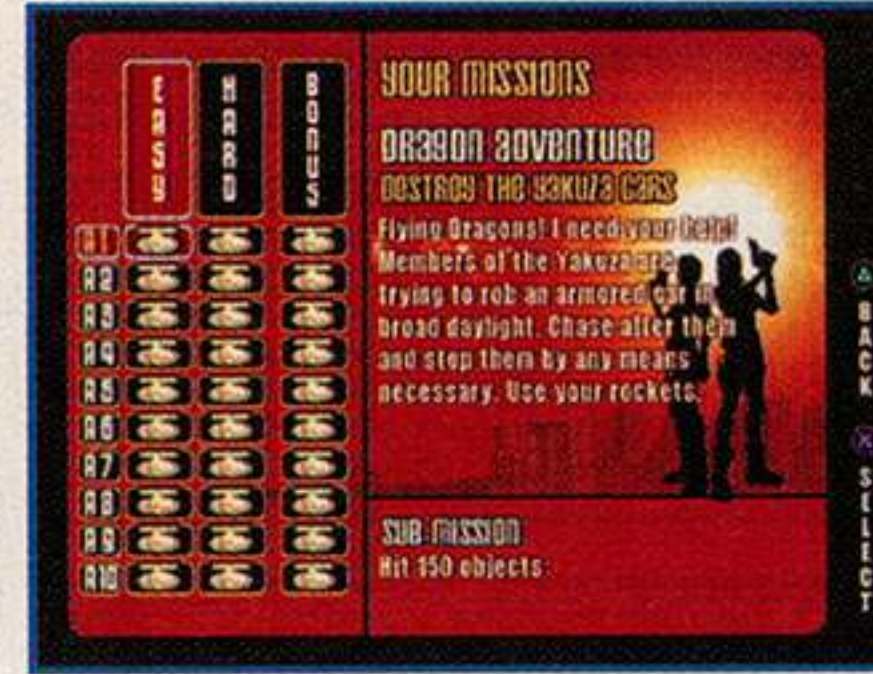 EASY
HARD
BONUS
A1
A2
A3
A4
A5
A6
A7
A8
A9
A10
YOUR MISSIONS
DRAGON ADVENTURE
DESTROY THE YAKUZA CARS
Flying Dragons! I need your help!
Members of the Yakuza are
trying to rob an armored car in
broad daylight. Chase after them
and stop them by any means
necessary. Use your rockets.
SUB-MISSION
Hit 150 objects.
BACK
SELECT